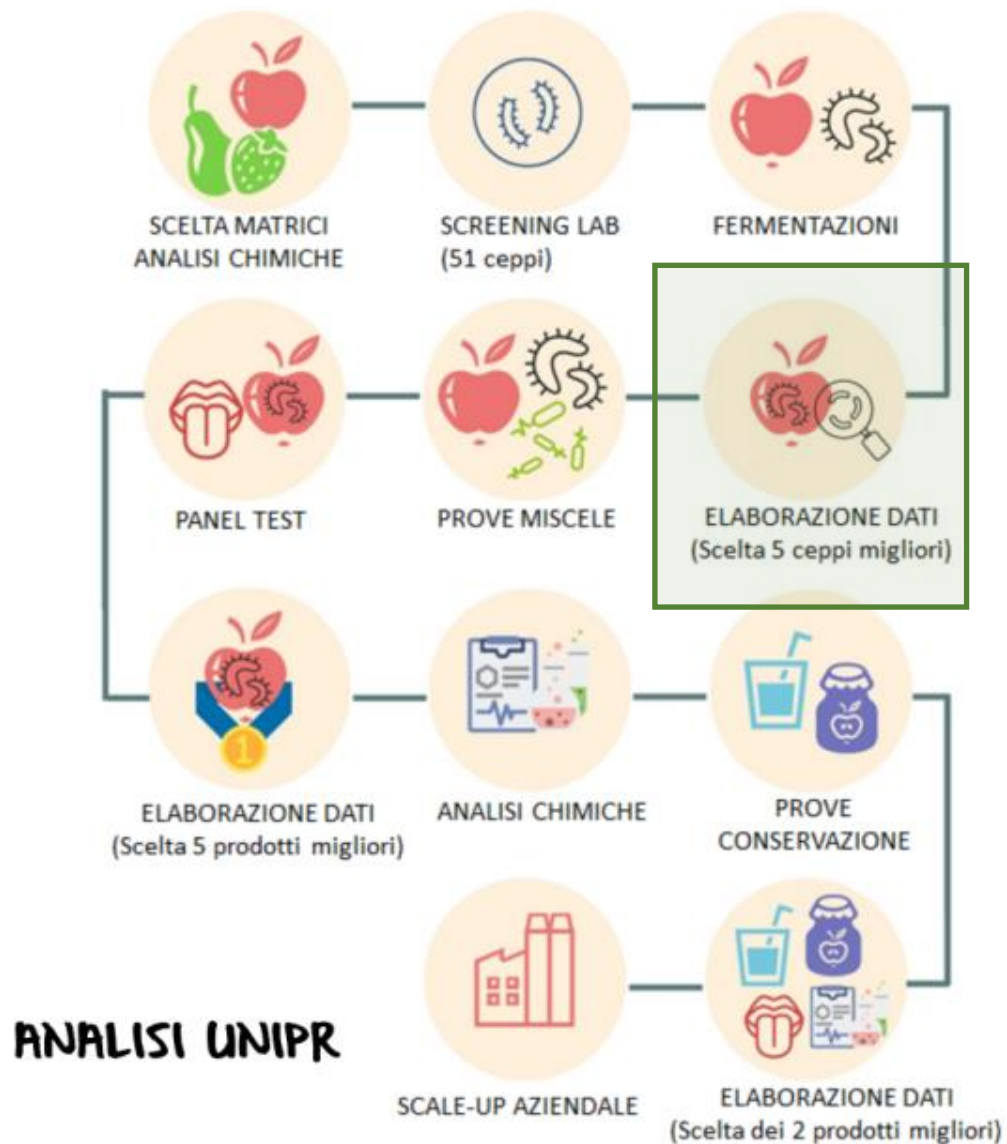 SCELTA MATRICI
ANALISI CHIMICHE
SCREENING LAB
(51 ceppi)
FERMENTAZIONI
ELABORAZIONE DATI
(Scelta 5 ceppi migliori)
PROVE MISCELE
PANEL TEST
1
ELABORAZIONE DATI
(Scelta 5 prodotti migliori)
ANALISI CHIMICHE
PROVE
CONSERVAZIONE
ELABORAZIONE DATI
(Scelta dei 2 prodotti migliori)
SCALE-UP AZIENDALE
ANALISI UNIPR